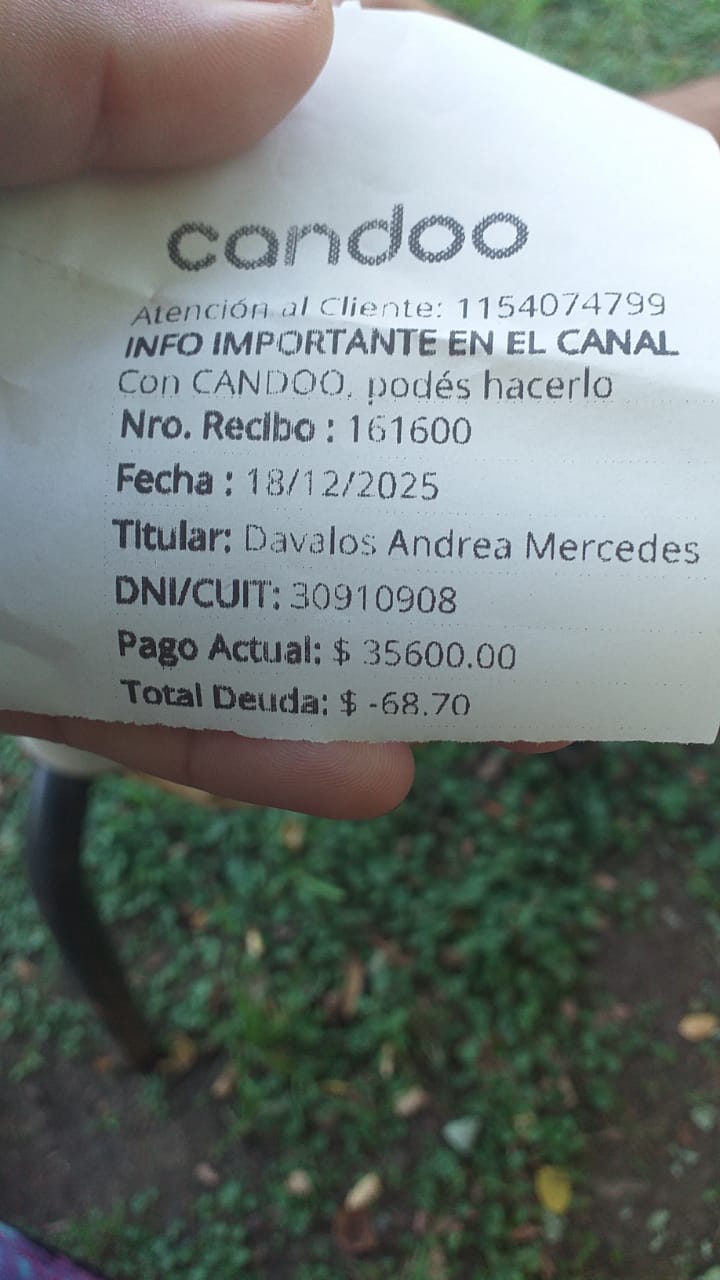 candoo
Atención al Cliente: 1154074799
INFO IMPORTANTE EN EL CANAL
Con CANDOO, podés hacerlo
Nro. Recibo : 161600
Fecha : 18/12/2025
Titular: Davalos Andrea Mercedes
DNI/CUIT: 30910908
Pago Actual: $ 35600.00
Total Deuda: $ -68.70